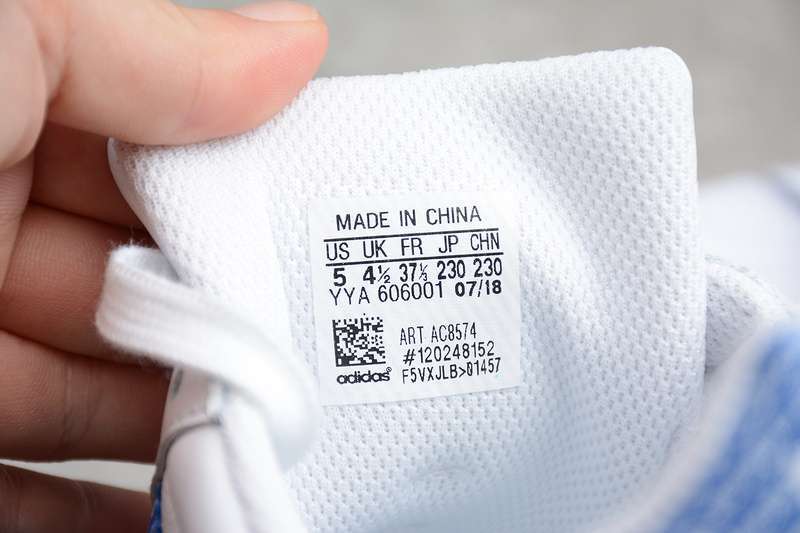 MADE IN CHINA
US UK FR JP CHN
5 4½ 37⅓ 230 230
YYA 606001 07/18
ART AC8574
#120248152
adidas® F5VXJLB>01457